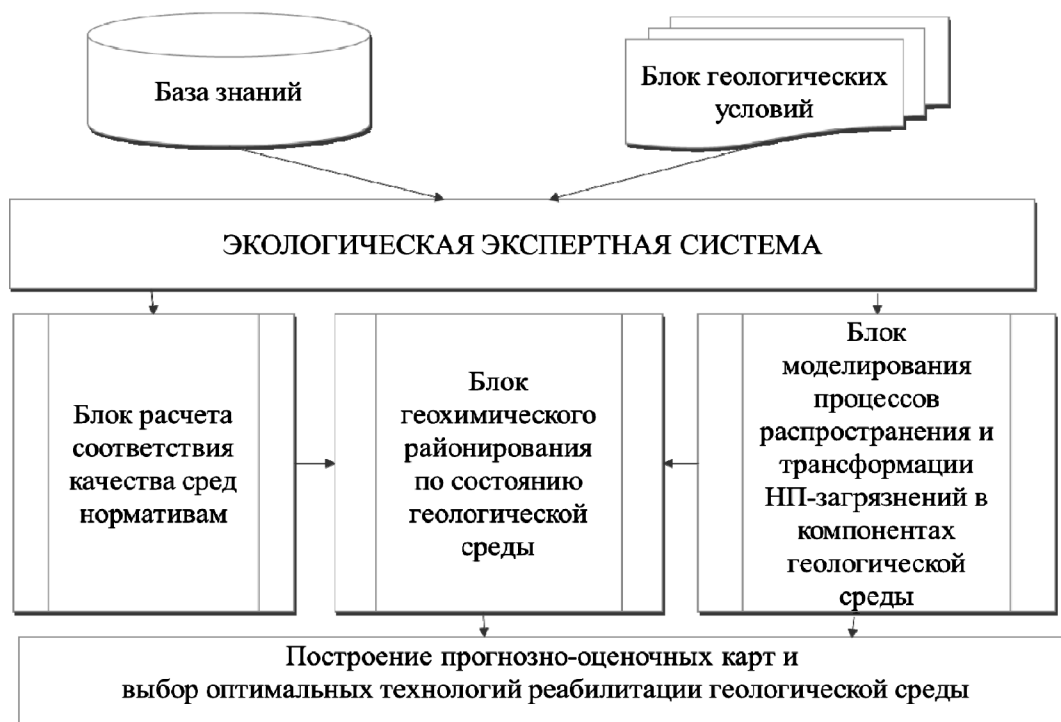 База знаний
Блок геологических
условий
ЭКОЛОГИЧЕСКАЯ ЭКСПЕРТНАЯ СИСТЕМА
Блок расчета
соответствия
качества сред
нормативам
Блок
геохимического
районирования
по состоянию
геологической
среды
Блок
моделирования
процессов
распространения и
трансформации
НП-загрязнений в
компонентах
геологической
среды
Построение прогнозно-оценочных карт и
выбор оптимальных технологий реабилитации геологической среды